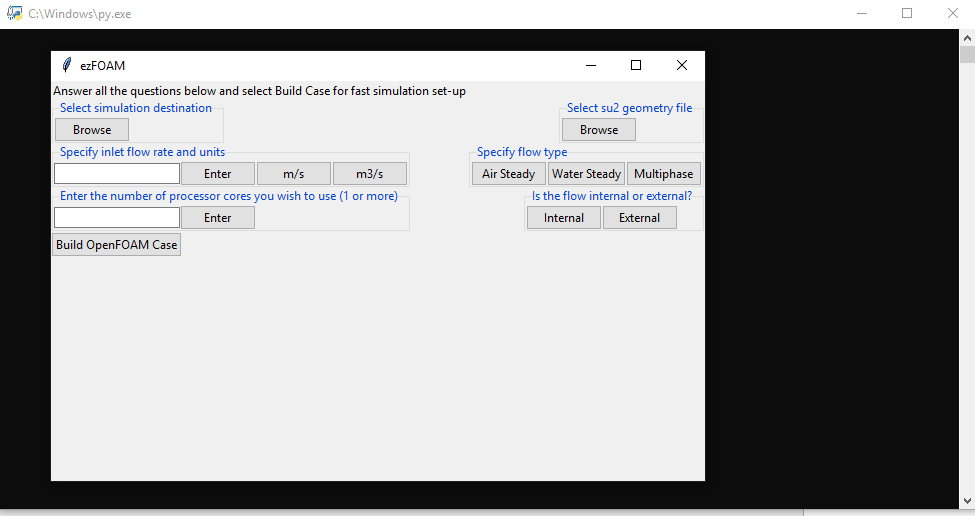 C:\Windows\py.exe
ezFOAM
Answer all the questions below and select Build Case for fast simulation set-up
Select simulation destination
Select su2 geometry file
Browse
Browse
Specify inlet flow rate and units
Specify flow type
Enter m/s m3/s
Air Steady Water Steady Multiphase
Enter the number of processor cores you wish to use (1 or more)
Is the flow internal or external?
Enter
Internal External
Build OpenFOAM Case